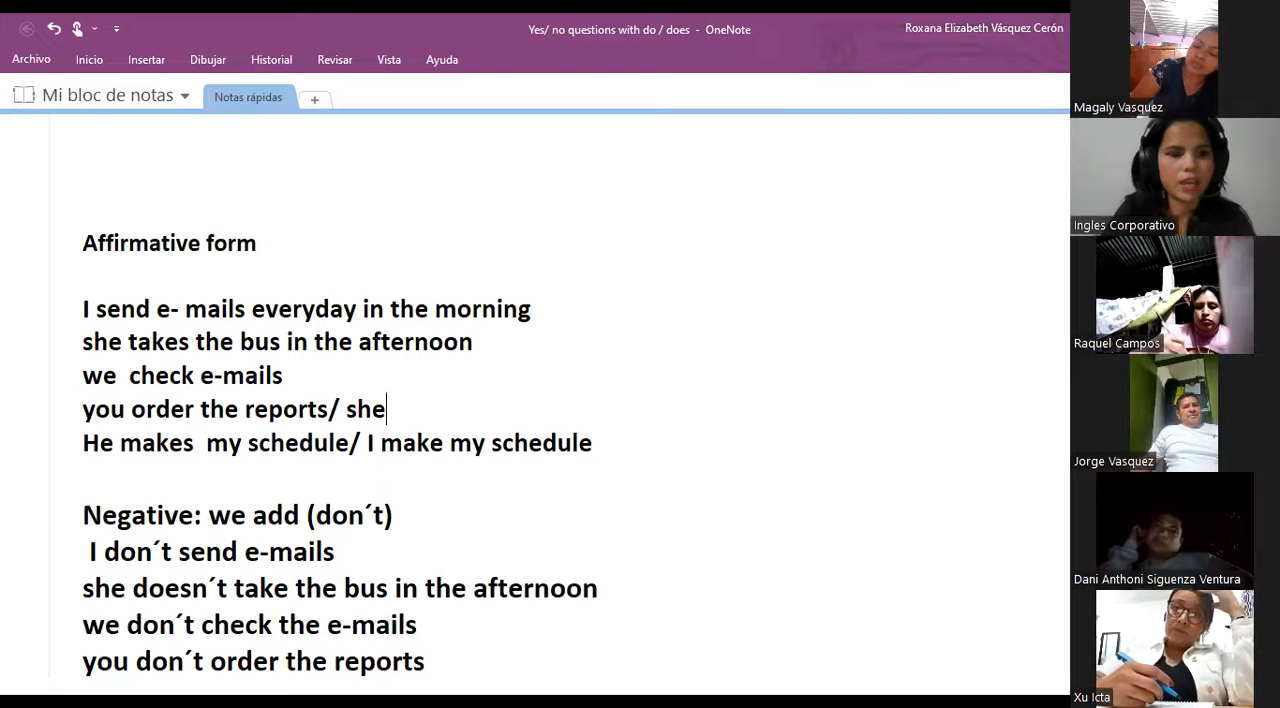 Yes/ no questions with do / does - OneNote
Roxana Elizabeth Vásquez Cerón
Archivo Inicio Insertar Dibujar Historial Revisar Vista Ayuda
Mi bloc de notas
Notas rápidas
Affirmative form
I send e- mails everyday in the morning
she takes the bus in the afternoon
we  check e-mails
you order the reports/ she
He makes  my schedule/ I make my schedule
Negative: we add (don´t)
I don´t send e-mails
she doesn´t take the bus in the afternoon
we don´t check the e-mails
you don´t order the reports
Magaly Vasquez
Ingles Corporativo
Raquel Campos
Jorge Vasquez
Dani Anthoni Siguenza Ventura
Xu Icta